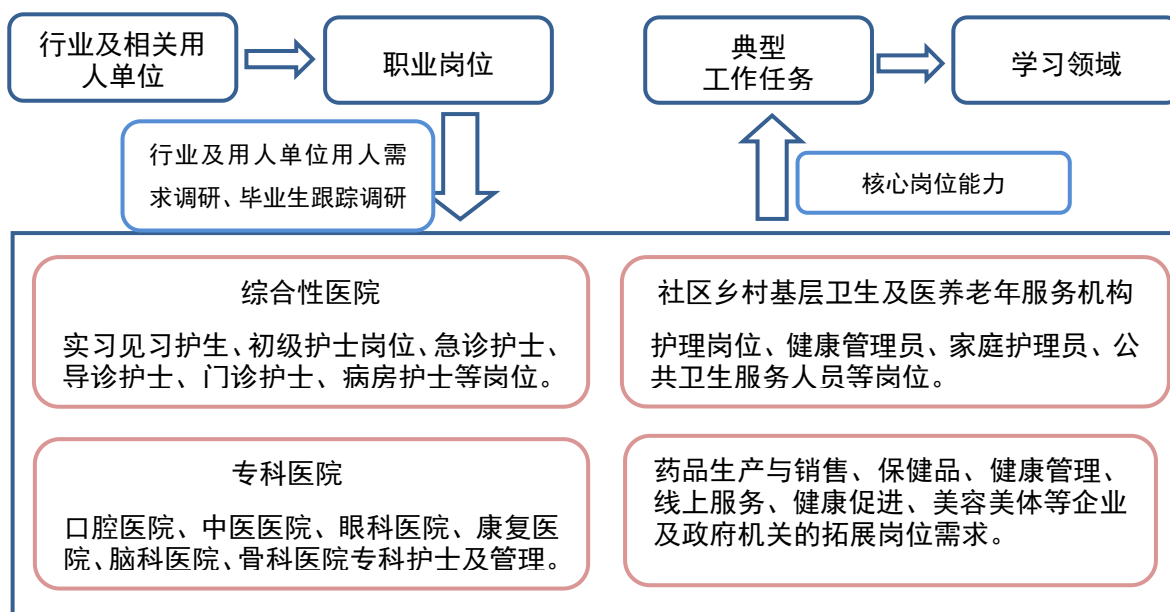 行业及相关用
人单位
职业岗位
典型
工作任务
学习领域
行业及用人单位用人需
求调研、毕业生跟踪调研
核心岗位能力
综合性医院
实习见习护生、初级护士岗位、急诊护士、
导诊护士、门诊护士、病房护士等岗位。
社区乡村基层卫生及医养老年服务机构
护理岗位、健康管理员、家庭护理员、公
共卫生服务人员等岗位。
专科医院
口腔医院、中医医院、眼科医院、康复医
院、脑科医院、骨科医院专科护士及管理。
药品生产与销售、保健品、健康管理、
线上服务、健康促进、美容美体等企业
及政府机关的拓展岗位需求。